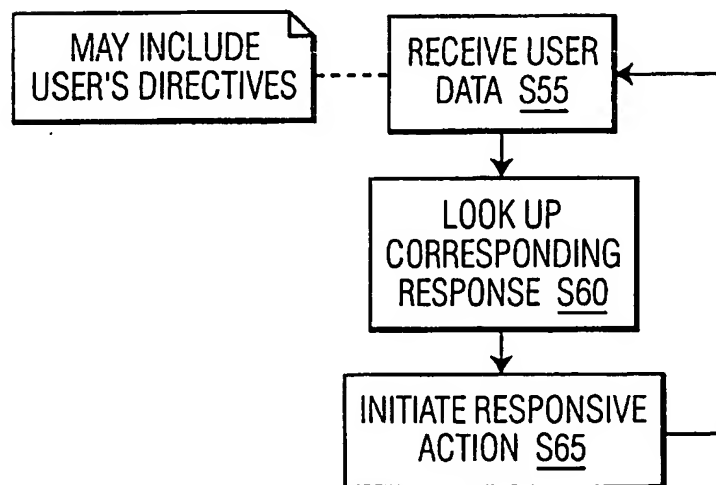 MAY INCLUDE
USER'S DIRECTIVES
RECEIVE USER
DATA S55
LOOK UP
CORRESPONDING
RESPONSE S60
INITIATE RESPONSIVE
ACTION S65